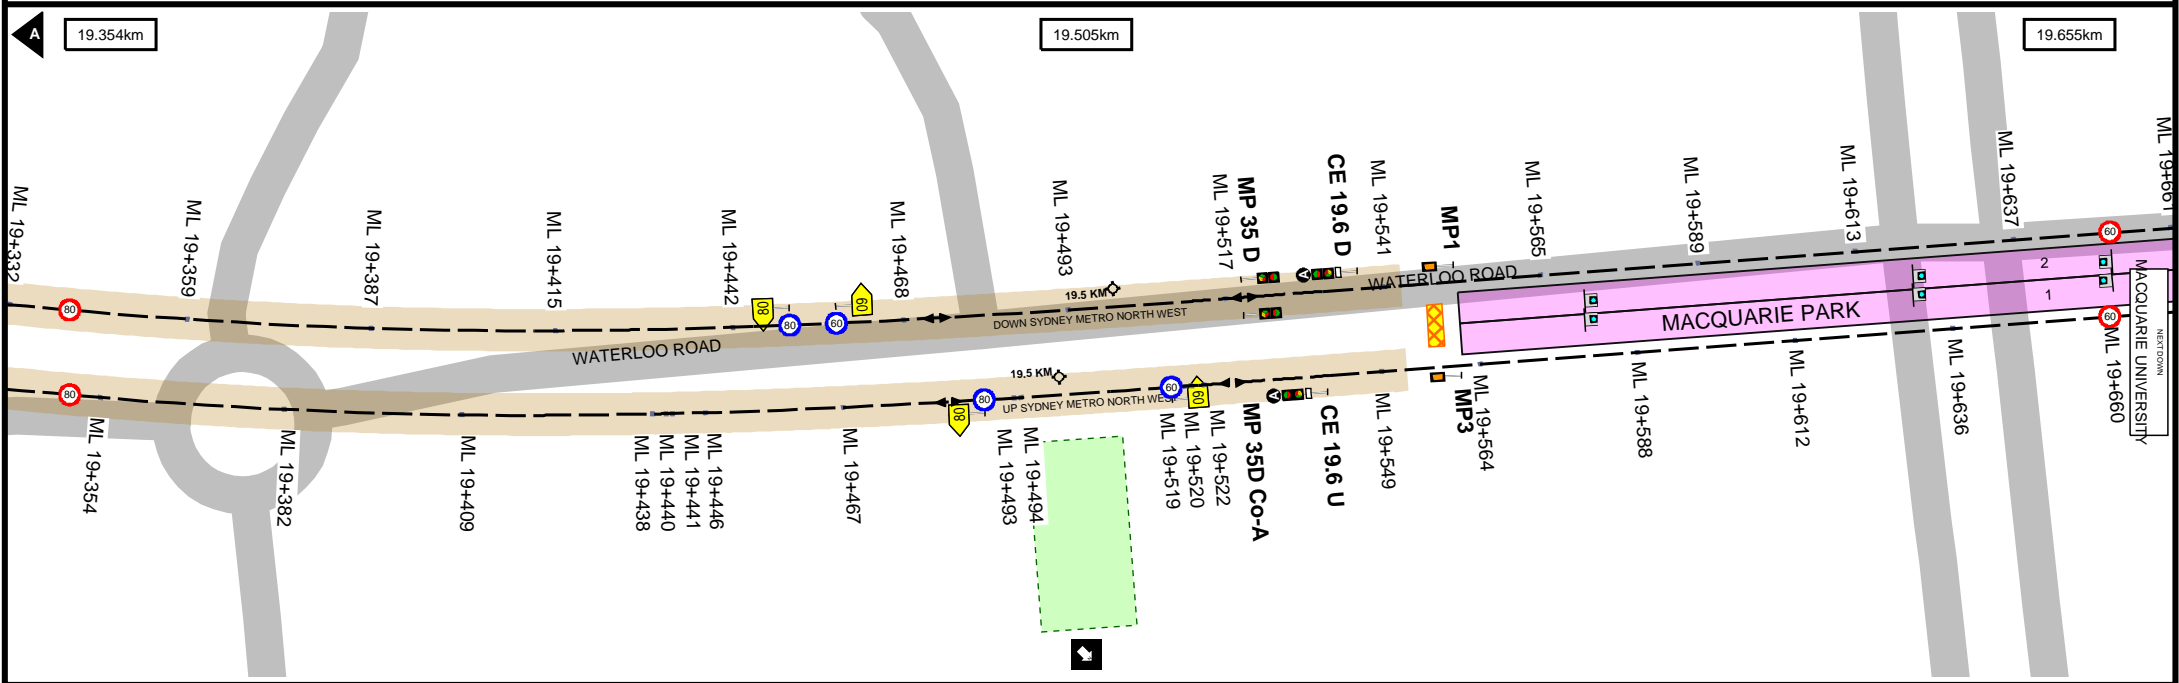 A
19.354km
19.505km
19.655km
ML 19+332
ML 19+359
ML 19+387
ML 19+415
ML 19+442
ML 19+468
ML 19+493
ML 19+517
MP 35 D
CE 19.6 D
ML 19+541
MP1
ML 19+565
ML 19+589
ML 19+613
ML 19+637
ML 19+661
80
80
80
60
60
19.5 KM
DOWN SYDNEY METRO NORTH WEST
A
WATERLOO ROAD
WATERLOO ROAD
60
2
1
MACQUARIE PARK
60
MACQUARIE UNIVERSITY
NEXT DOWN
80
80
80
19.5 KM
UP SYDNEY METRO NORTH WEST
60
60
A
ML 19+354
ML 19+382
ML 19+409
ML 19+438
ML 19+440
ML 19+441
ML 19+446
ML 19+467
ML 19+493
ML 19+494
ML 19+519
ML 19+520
ML 19+522
MP 35D Co-A
CE 19.6 U
ML 19+549
MP3
ML 19+564
ML 19+588
ML 19+612
ML 19+636
ML 19+660